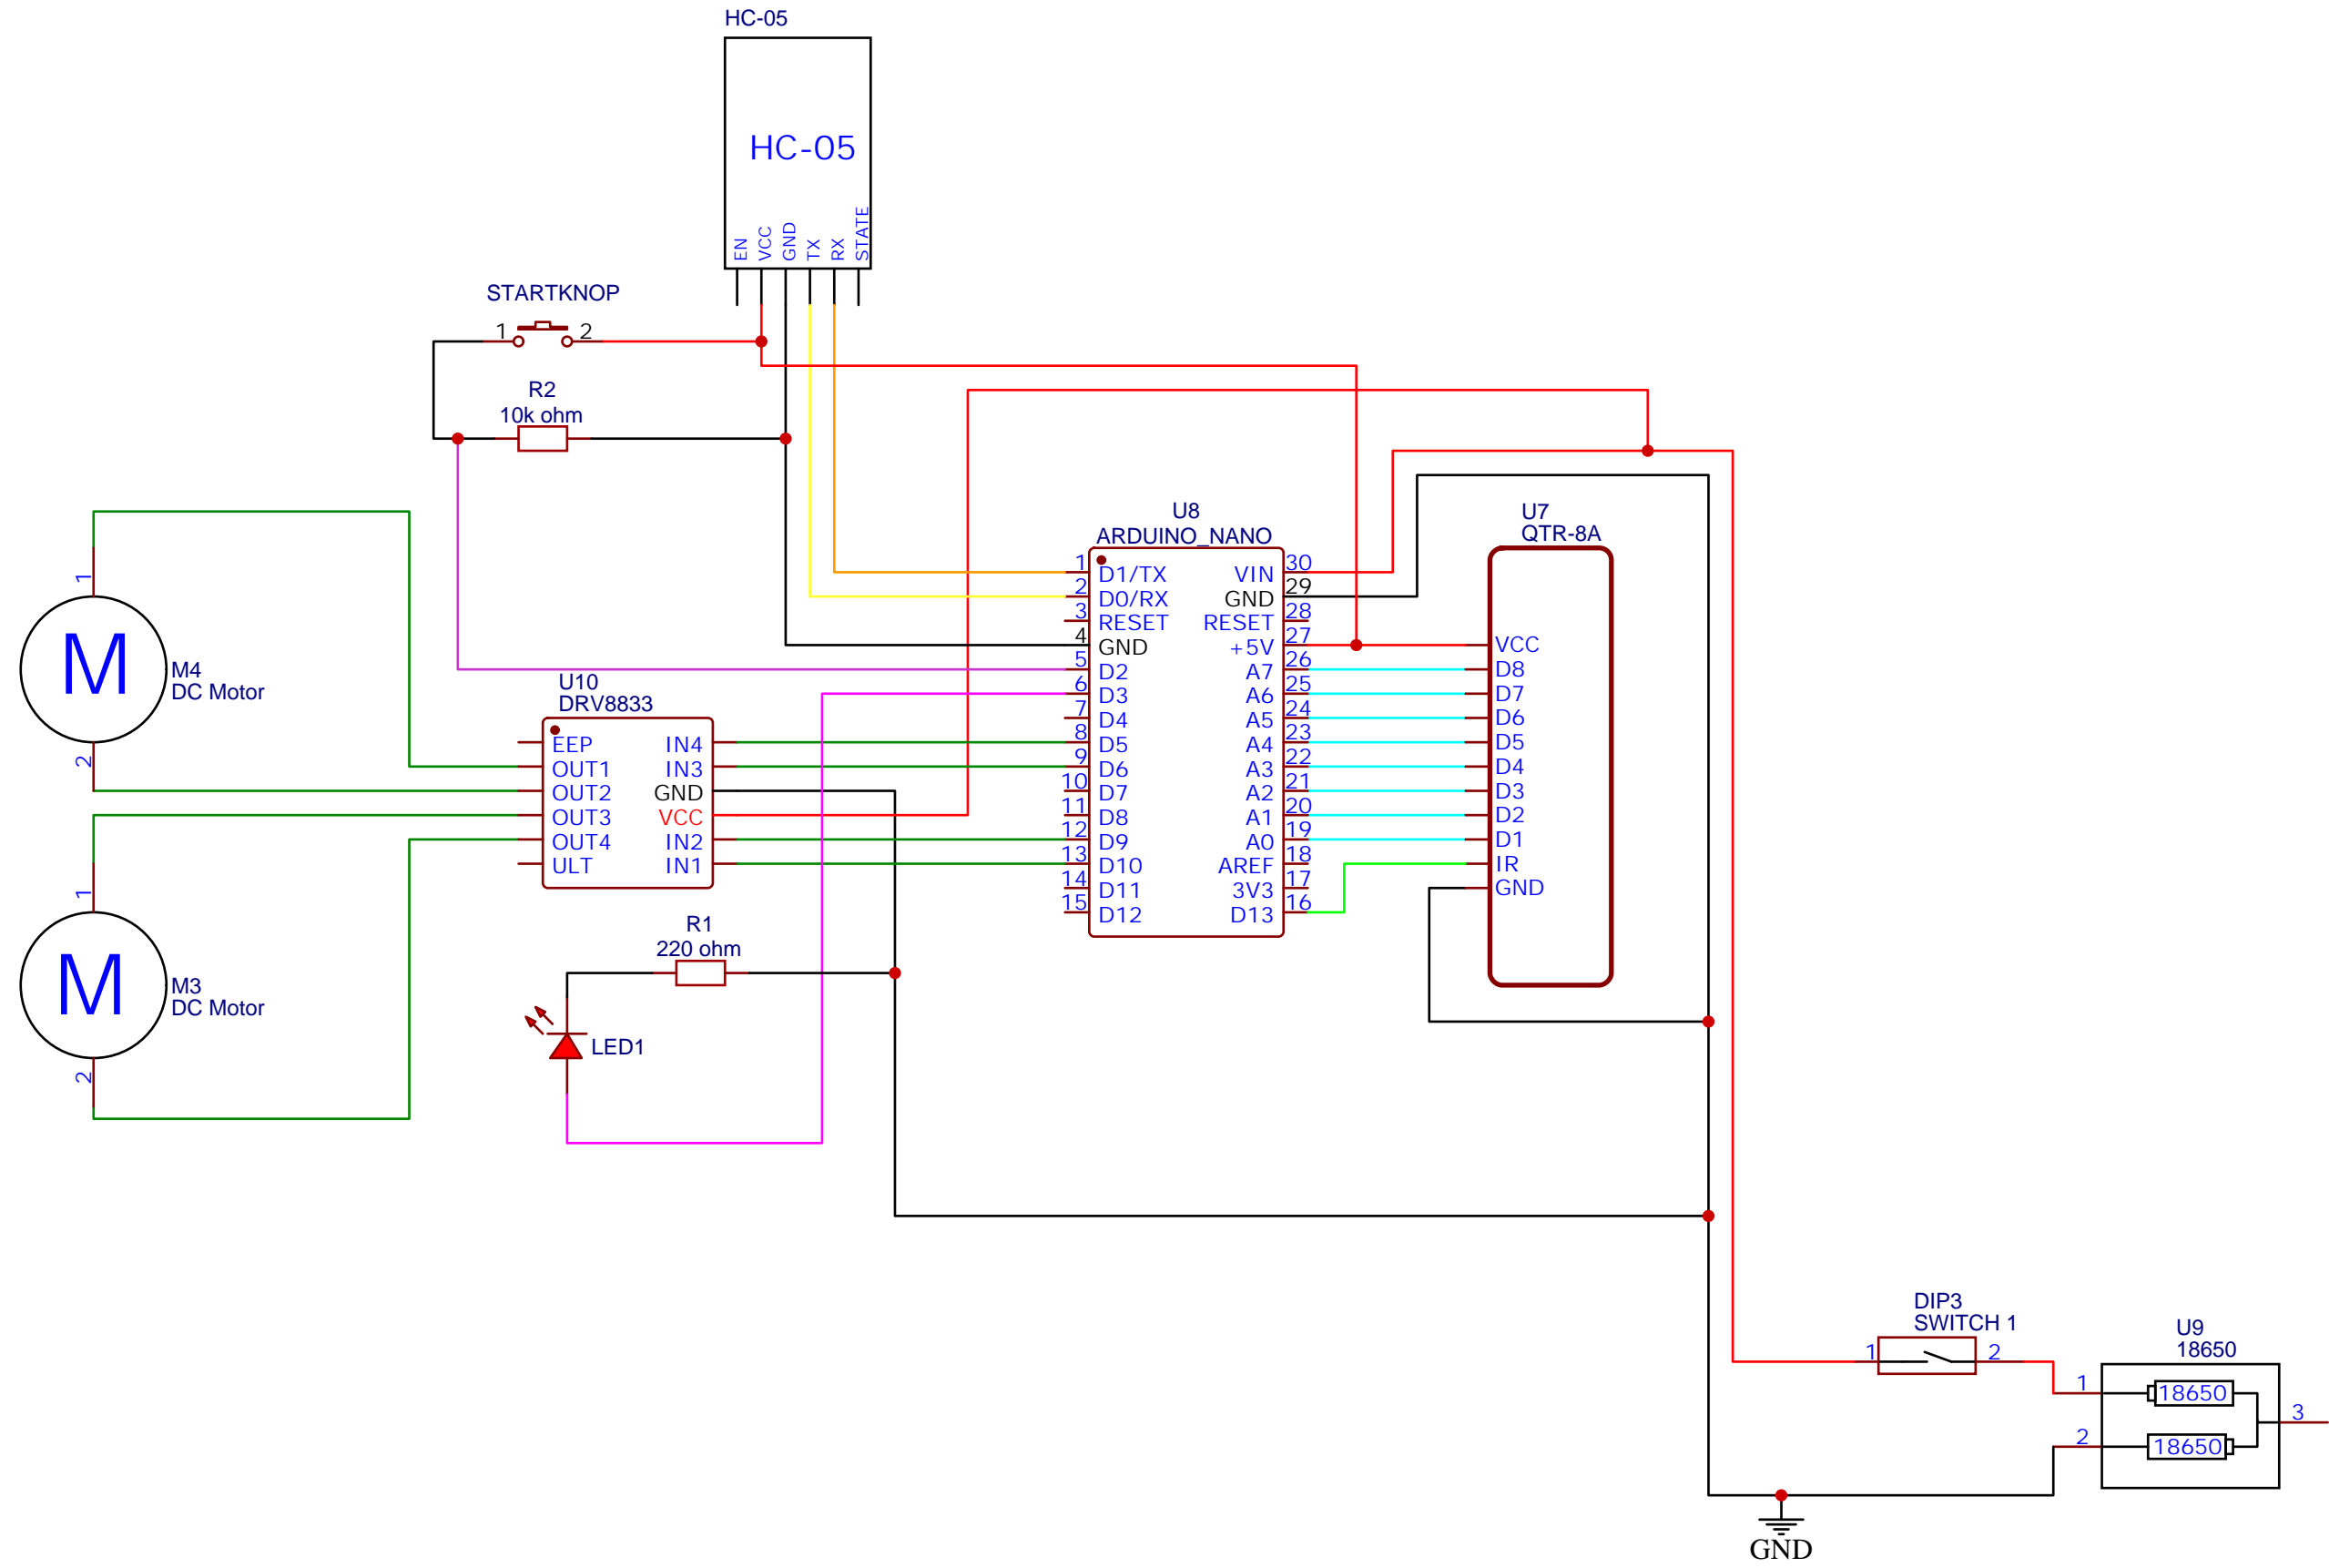 HC-05
HC-05
EN
VCC
GND
TX
RX
STATE
STARTKNOP
1
2
R2
10k ohm
U8
ARDUINO_NANO
1
D1/TX
2
D0/RX
3
RESET
4
GND
5
D2
6
D3
7
D4
8
D5
9
D6
10
D7
11
D8
12
D9
13
D10
14
D11
15
D12
VIN
30
GND
29
RESET
28
+5V
27
A7
26
A6
25
A5
24
A4
23
A3
22
A2
21
A1
20
A0
19
AREF
18
3V3
17
D13
16
U7
QTR-8A
VCC
D8
D7
D6
D5
D4
D3
D2
D1
IR
GND
1
M
M4
DC Motor
2
U10
DRV8833
EEP
OUT1
OUT2
OUT3
OUT4
ULT
IN4
IN3
GND
VCC
IN2
IN1
1
M
M3
DC Motor
2
R1
220 ohm
LED1
DIP3
SWITCH 1
1
2
U9
18650
1
18650
2
18650
3
GND